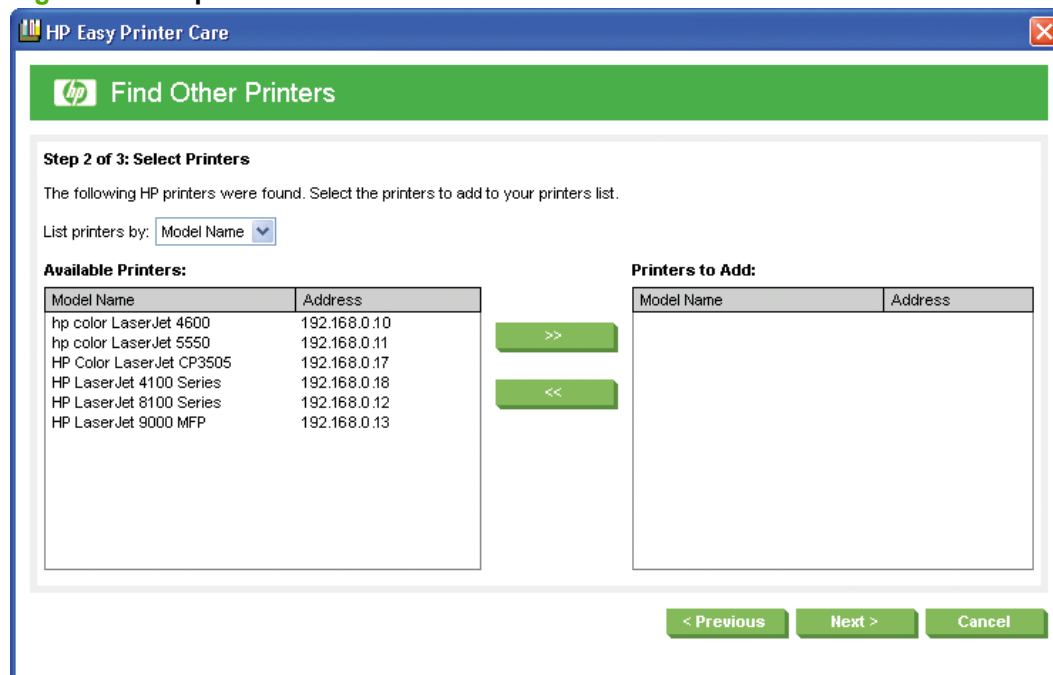 HP Easy Printer Care
hp Find Other Printers
Step 2 of 3: Select Printers
The following HP printers were found. Select the printers to add to your printers list.
List printers by: Model Name
Available Printers:
Model Name Address
hp color LaserJet 4600 192.168.0.10
hp color LaserJet 5550 192.168.0.11
HP Color LaserJet CP3505 192.168.0.17
HP LaserJet 4100 Series 192.168.0.18
HP LaserJet 8100 Series 192.168.0.12
HP LaserJet 9000 MFP 192.168.0.13
>>
<<
Printers to Add:
Model Name Address
< Previous Next > Cancel